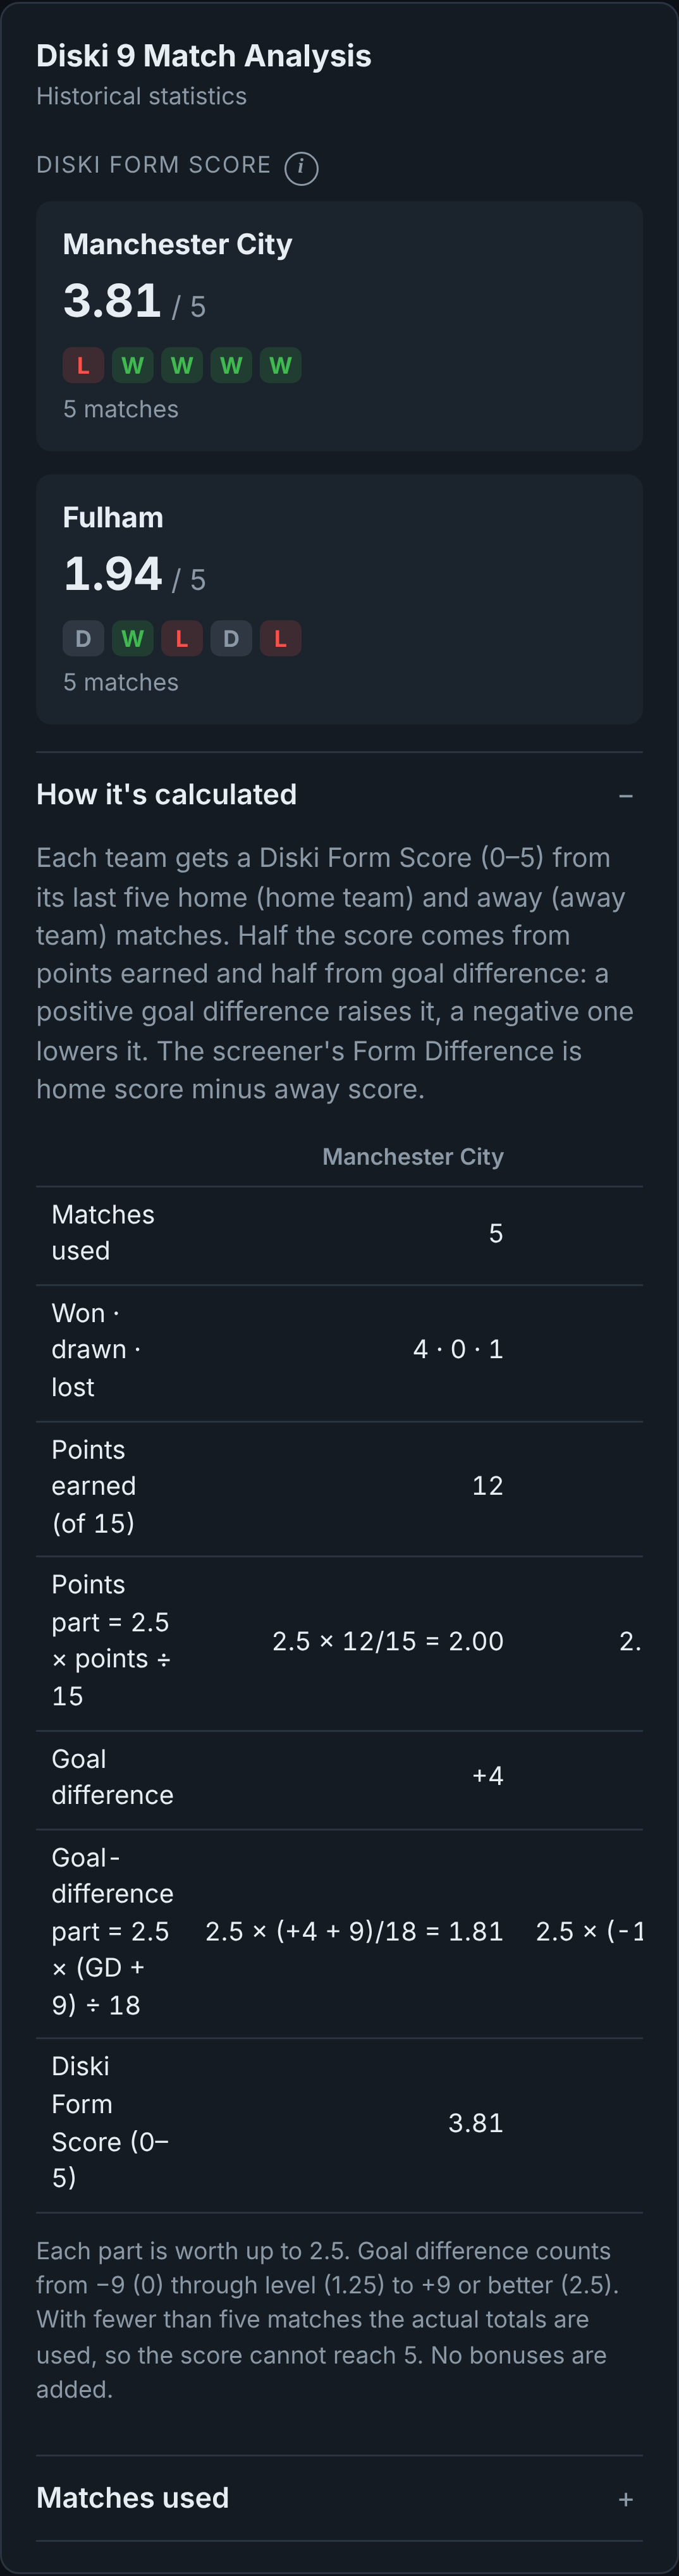 Diski 9 Match Analysis
Historical statistics
DISKI FORM SCORE i
Manchester City
3.81 / 5
L W W W W
5 matches
Fulham
1.94 / 5
D W L D L
5 matches
How it's calculated −
Each team gets a Diski Form Score (0–5) from
its last five home (home team) and away (away
team) matches. Half the score comes from
points earned and half from goal difference: a
positive goal difference raises it, a negative one
lowers it. The screener's Form Difference is
home score minus away score.
Manchester City
Matches
used
5
Won ·
drawn ·
lost
4 · 0 · 1
Points
earned
(of 15)
12
Points
part = 2.5
× points ÷
15
2.5 × 12/15 = 2.00
2.
Goal
difference
+4
Goal-
difference
part = 2.5
× (GD +
9) ÷ 18
2.5 × (+4 + 9)/18 = 1.81
2.5 × (-1
Diski
Form
Score (0–
5)
3.81
Each part is worth up to 2.5. Goal difference counts
from −9 (0) through level (1.25) to +9 or better (2.5).
With fewer than five matches the actual totals are
used, so the score cannot reach 5. No bonuses are
added.
Matches used +